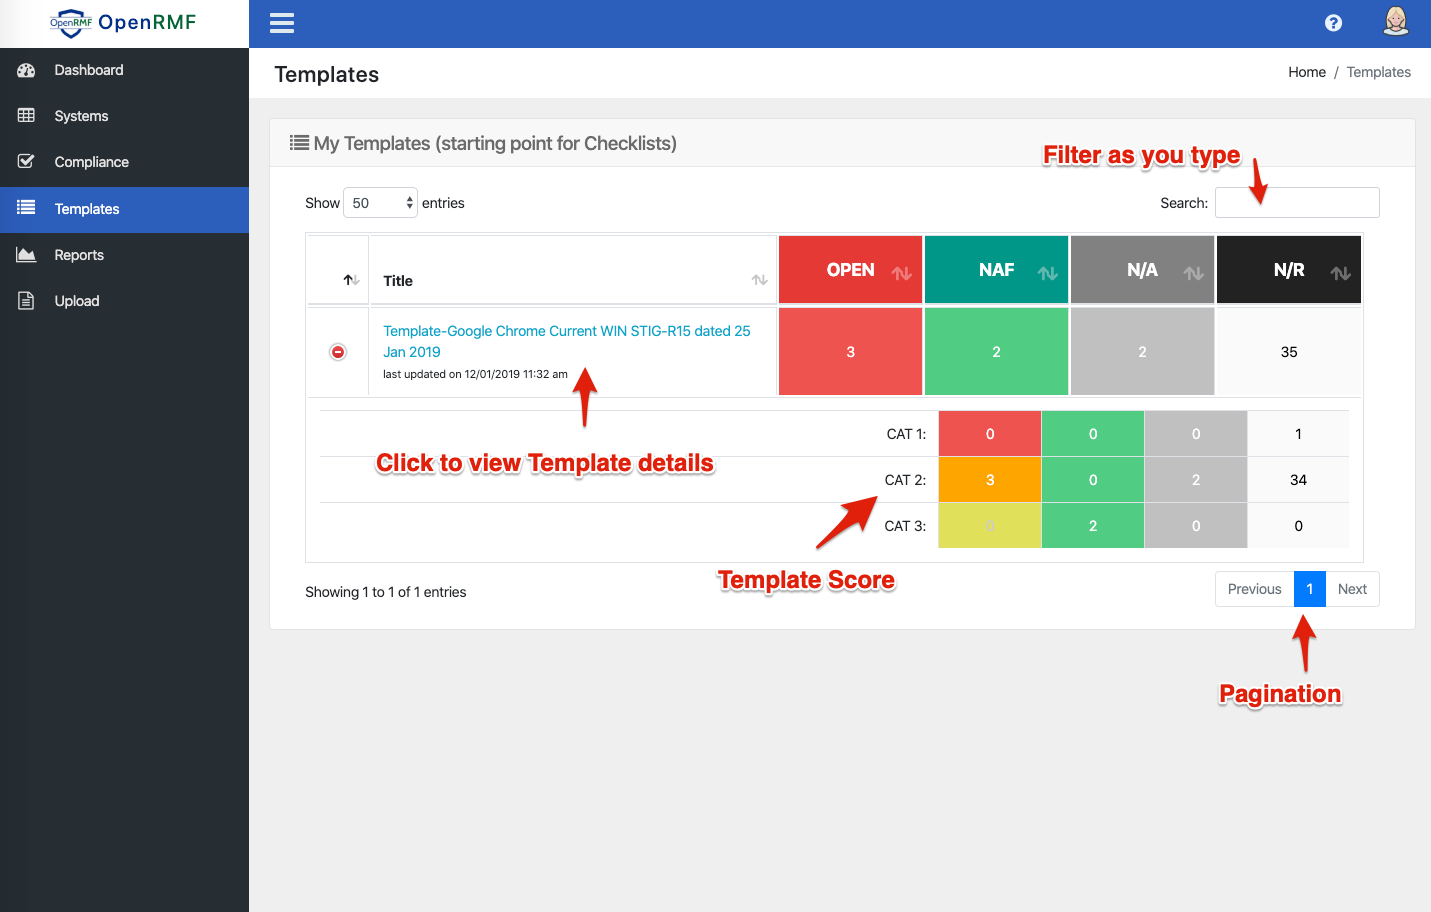 OpenRMF OpenRMF
Dashboard
Systems
Compliance
Templates
Reports
Upload
Templates
Home / Templates
My Templates (starting point for Checklists)
Filter as you type
Show 50 entries
Search:
Title OPEN NAF N/A N/R
Template-Google Chrome Current WIN STIG-R15 dated 25
Jan 2019
last updated on 12/01/2019 11:32 am
3 2 2 35
Click to view Template details
CAT 1: 0 0 0 1
CAT 2: 3 0 2 34
CAT 3: 0 2 0 0
Template Score
Showing 1 to 1 of 1 entries
Previous 1 Next
Pagination